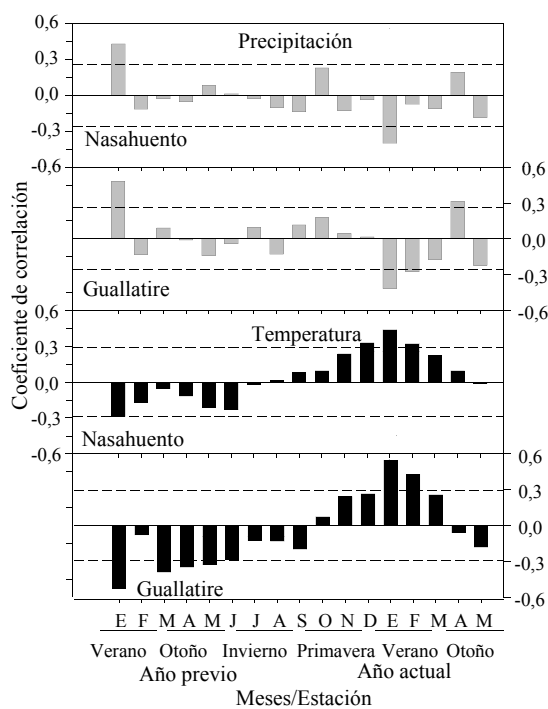 0,6
Precipitación
0,3
0,0
-0,3
Nasahuento
-0,6
0,6
0,3
0,0
-0,3
Guallatire
-0,6
Coeficiente de correlación
0,6
Temperatura
0,3
0,0
-0,3
Nasahuento
-0,6
0,6
0,3
0,0
-0,3
Guallatire
-0,6
E F M A M J J A S O N D E F M A M
Verano Otoño Invierno Primavera Verano Otoño
Año previo Año actual
Meses/Estación